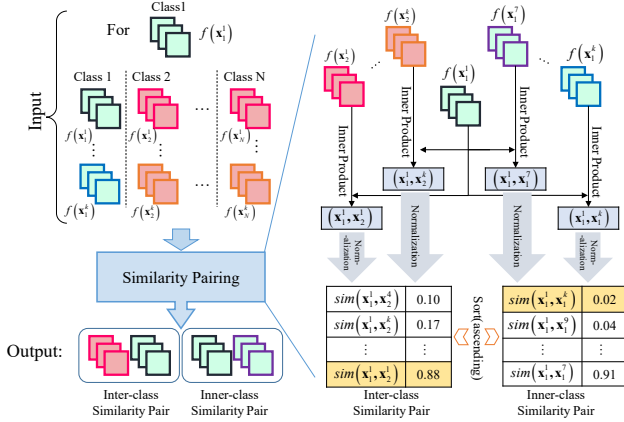 Class1
For
f(x₁¹)
Input
Class 1
Class 2
...
Class N
f(x₁¹)
f(x₂¹)
f(x_N¹)
f(x₁ᵏ)
f(x₂ᵏ)
f(x_Nᵏ)
Similarity Pairing
Output:
Inter-class
Similarity Pair
Inner-class
Similarity Pair
f(x₂ᵏ)
f(x₁⁷)
f(x₂¹)
f(x₁¹)
f(x₁ᵏ)
Inner Product
Inner Product
Inner Product
Inner Product
(x₁¹,x₂ᵏ)
(x₁¹,x₁⁷)
(x₁¹,x₂¹)
(x₁¹,x₁ᵏ)
Norm-
alization
Normalization
Normalization
Norm-
alization
sim(x₁¹,x₂⁴) 0.10
sim(x₁¹,x₂ᵏ) 0.17
⋮ ⋮
sim(x₁¹,x₂¹) 0.88
Inter-class
Similarity Pair
Sort(ascending)
sim(x₁¹,x₁ᵏ) 0.02
sim(x₁¹,x₁⁹) 0.04
⋮ ⋮
sim(x₁¹,x₁⁷) 0.91
Inner-class
Similarity Pair